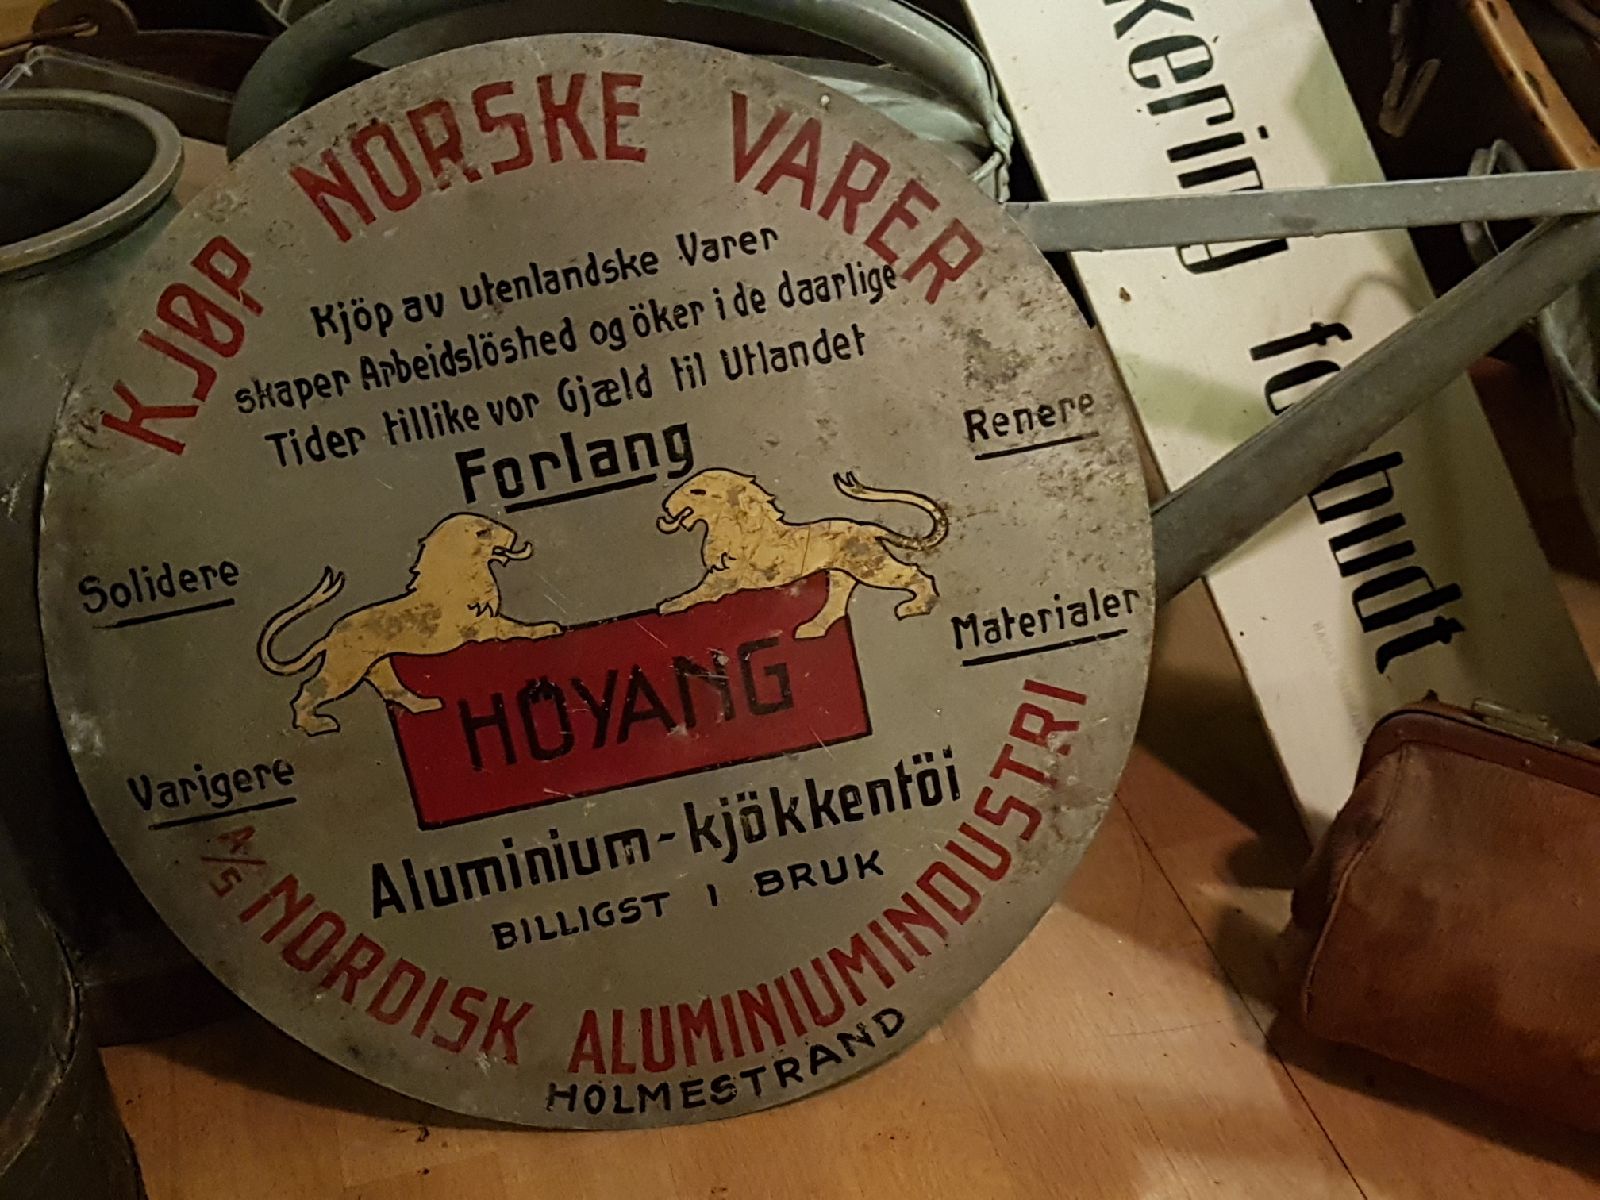 KJØP NORSKE VARER
Kjöp av utenlandske Varer
skaper Arbeidslöshed og öker i de daarlige
Tider tillike vor Gjæld til Utlandet
Forlang
Solidere
Varigere
Renere
Materialer
HÖYANG
Aluminium-kjökkentöi
BILLIGST I BRUK
A/S NORDISK ALUMINIUMINDUSTRI
HOLMESTRAND
kering fo
budt